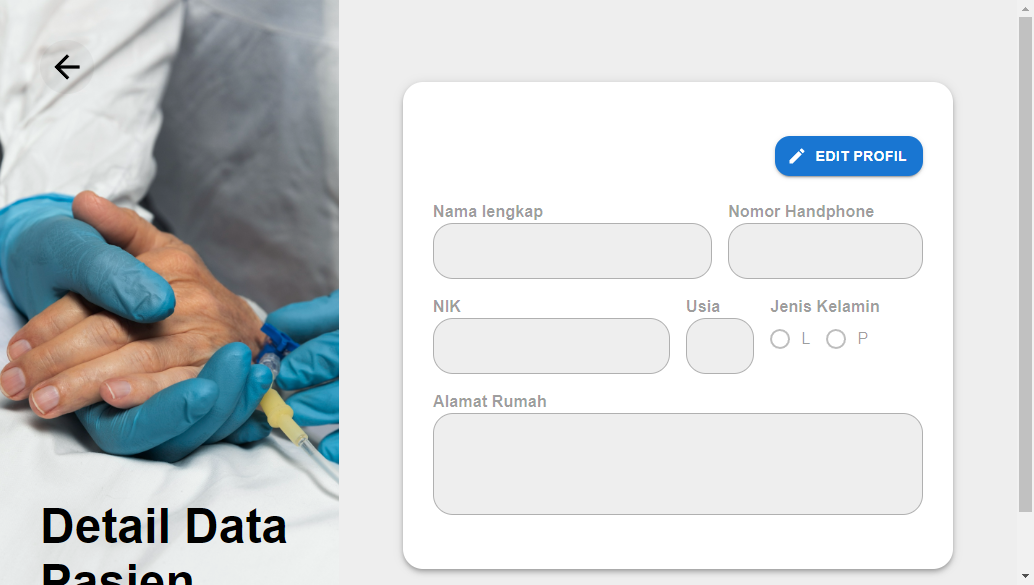 EDIT PROFIL
Nama lengkap
Nomor Handphone
NIK
Usia
Jenis Kelamin
L
P
Alamat Rumah
Detail Data
Pasien